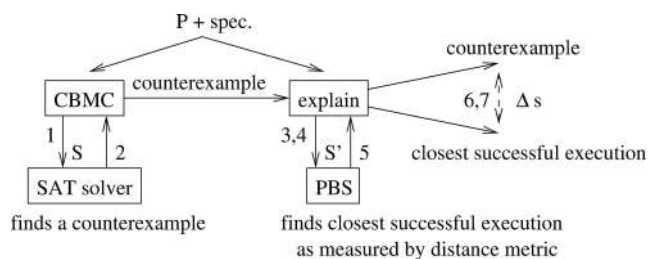 P + spec.
counterexample
counterexample
CBMC
explain
6,7
Δ s
1
S
2
3,4
S'
5
closest successful execution
SAT solver
PBS
finds a counterexample
finds closest successful execution
as measured by distance metric